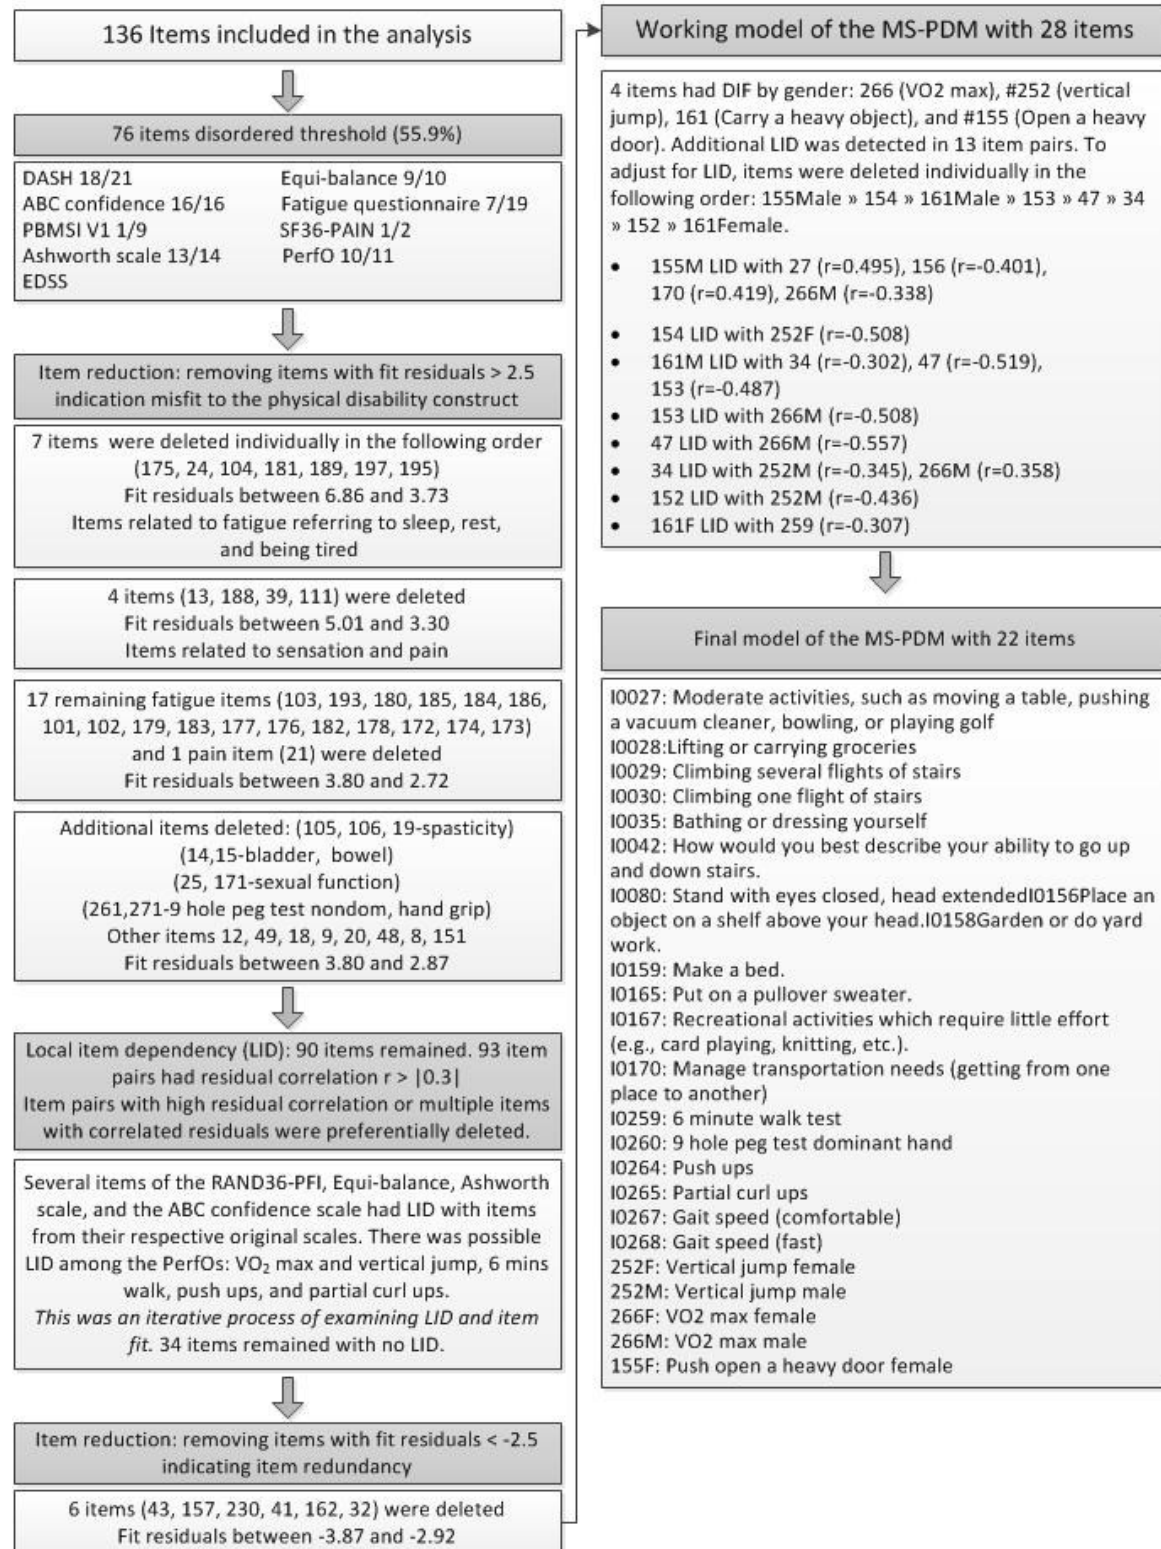 136 Items included in the analysis
76 items disordered threshold (55.9%)
DASH 18/21
ABC confidence 16/16
PBMSI V1 1/9
Ashworth scale 13/14
EDSS
Equi-balance 9/10
Fatigue questionnaire 7/19
SF36-PAIN 1/2
PerfO 10/11
Item reduction: removing items with fit residuals > 2.5
indication misfit to the physical disability construct
7 items were deleted individually in the following order
(175, 24, 104, 181, 189, 197, 195)
Fit residuals between 6.86 and 3.73
Items related to fatigue referring to sleep, rest,
and being tired
4 items (13, 188, 39, 111) were deleted
Fit residuals between 5.01 and 3.30
Items related to sensation and pain
17 remaining fatigue items (103, 193, 180, 185, 184, 186,
101, 102, 179, 183, 177, 176, 182, 178, 172, 174, 173)
and 1 pain item (21) were deleted
Fit residuals between 3.80 and 2.72
Additional items deleted: (105, 106, 19-spasticity)
(14,15-bladder, bowel)
(25, 171-sexual function)
(261,271-9 hole peg test nondom, hand grip)
Other items 12, 49, 18, 9, 20, 48, 8, 151
Fit residuals between 3.80 and 2.87
Local item dependency (LID): 90 items remained. 93 item
pairs had residual correlation r > |0.3|
Item pairs with high residual correlation or multiple items
with correlated residuals were preferentially deleted.
Several items of the RAND36-PFI, Equi-balance, Ashworth
scale, and the ABC confidence scale had LID with items
from their respective original scales. There was possible
LID among the PerfOs: VO₂ max and vertical jump, 6 mins
walk, push ups, and partial curl ups.
This was an iterative process of examining LID and item
fit. 34 items remained with no LID.
Item reduction: removing items with fit residuals < -2.5
indicating item redundancy
6 items (43, 157, 230, 41, 162, 32) were deleted
Fit residuals between -3.87 and -2.92
Working model of the MS-PDM with 28 items
4 items had DIF by gender: 266 (VO2 max), #252 (vertical
jump), 161 (Carry a heavy object), and #155 (Open a heavy
door). Additional LID was detected in 13 item pairs. To
adjust for LID, items were deleted individually in the
following order: 155Male » 154 » 161Male » 153 » 47 » 34
» 152 » 161Female.
• 155M LID with 27 (r=0.495), 156 (r=-0.401),
170 (r=0.419), 266M (r=-0.338)
• 154 LID with 252F (r=-0.508)
• 161M LID with 34 (r=-0.302), 47 (r=-0.519),
153 (r=-0.487)
• 153 LID with 266M (r=-0.508)
• 47 LID with 266M (r=-0.557)
• 34 LID with 252M (r=-0.345), 266M (r=0.358)
• 152 LID with 252M (r=-0.436)
• 161F LID with 259 (r=-0.307)
Final model of the MS-PDM with 22 items
I0027: Moderate activities, such as moving a table, pushing
a vacuum cleaner, bowling, or playing golf
I0028:Lifting or carrying groceries
I0029: Climbing several flights of stairs
I0030: Climbing one flight of stairs
I0035: Bathing or dressing yourself
I0042: How would you best describe your ability to go up
and down stairs.
I0080: Stand with eyes closed, head extendedI0156Place an
object on a shelf above your head.I0158Garden or do yard
work.
I0159: Make a bed.
I0165: Put on a pullover sweater.
I0167: Recreational activities which require little effort
(e.g., card playing, knitting, etc.).
I0170: Manage transportation needs (getting from one
place to another)
I0259: 6 minute walk test
I0260: 9 hole peg test dominant hand
I0264: Push ups
I0265: Partial curl ups
I0267: Gait speed (comfortable)
I0268: Gait speed (fast)
252F: Vertical jump female
252M: Vertical jump male
266F: VO2 max female
266M: VO2 max male
155F: Push open a heavy door female